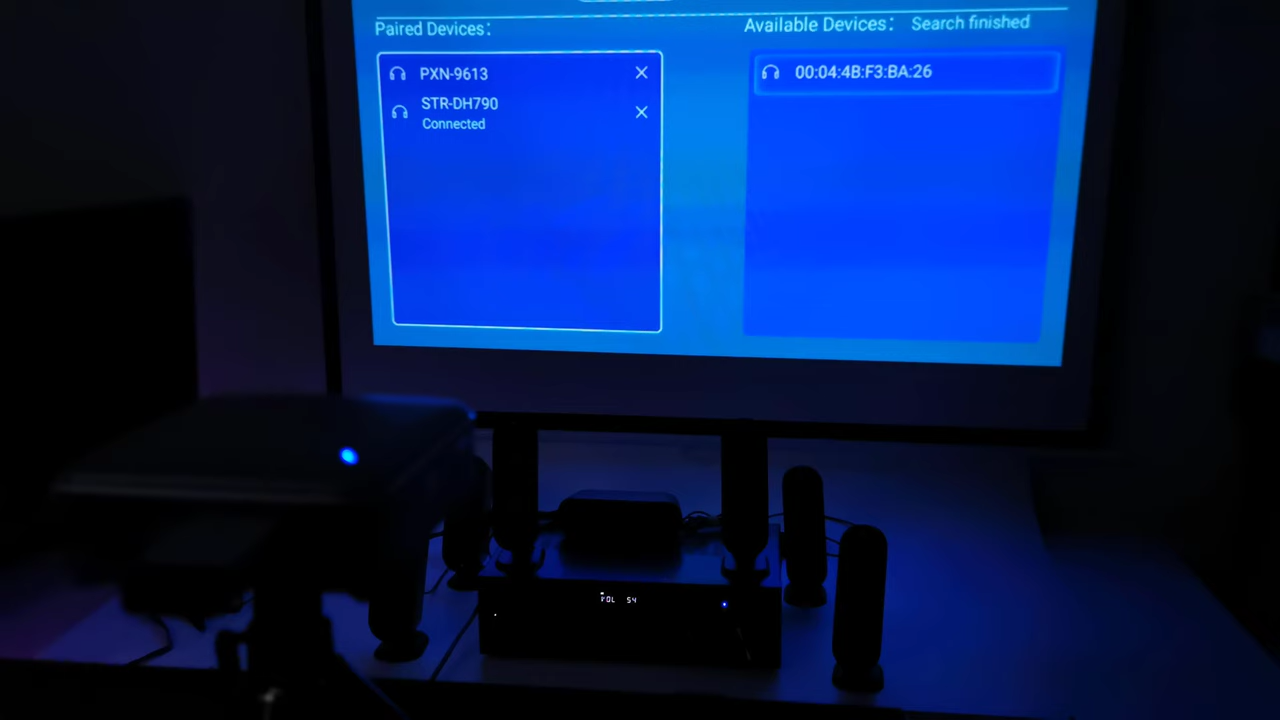 Paired Devices:
PXN-9613
STR-DH790
Connected
Available Devices: Search finished
00:04:4B:F3:BA:26
VOL 54